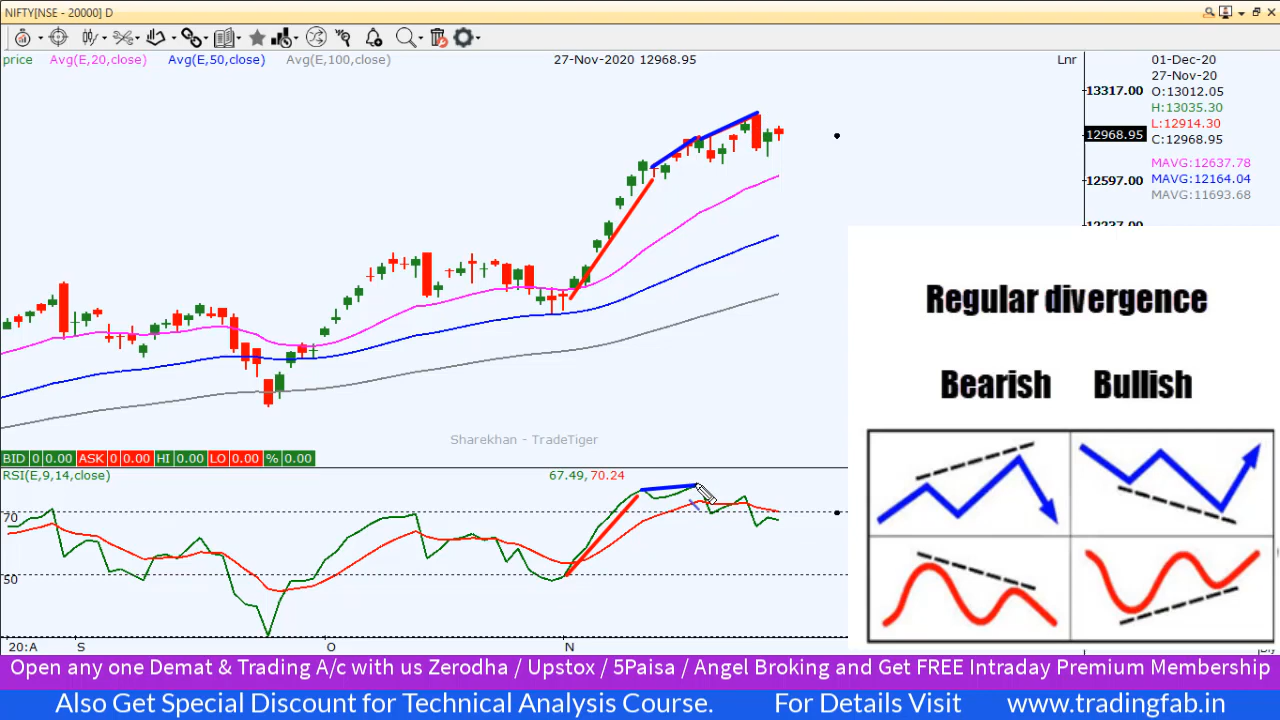 NIFTY[NSE - 20000] D
price Avg(E,20,close) Avg(E,50,close) Avg(E,100,close) 27-Nov-2020 12968.95 Lnr
01-Dec-20
27-Nov-20
O:13012.05
H:13035.30
L:12914.30
C:12968.95
MAVG:12637.78
MAVG:12164.04
MAVG:11693.68
13317.00
12968.95
12597.00
12237.00
Regular divergence
Bearish Bullish
Sharekhan - TradeTiger
BID 0 0.00 ASK 0 0.00 HI 0.00 LO 0.00 % 0.00
RSI(E,9,14,close) 67.49, 70.24
70
50
20:A S O N
Open any one Demat & Trading A/c with us Zerodha / Upstox / 5Paisa / Angel Broking and Get FREE Intraday Premium Membership
Also Get Special Discount for Technical Analysis Course. For Details Visit www.tradingfab.in